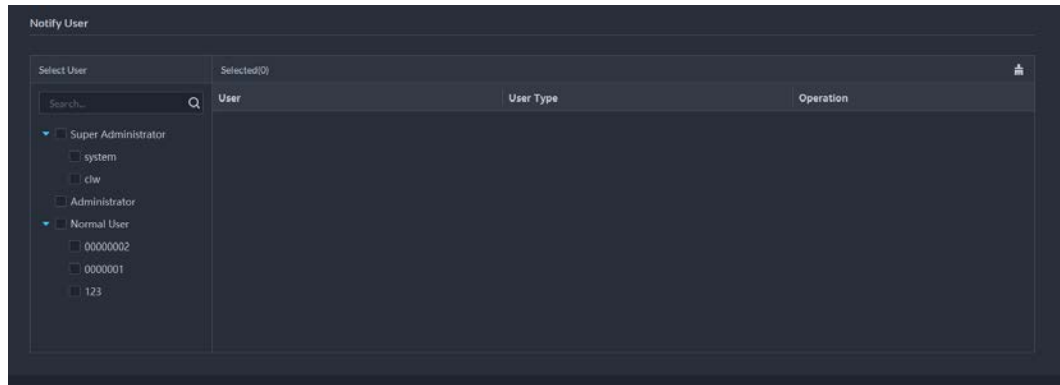 Notify User
Select User
Selected(0)
Search...
User
User Type
Operation
Super Administrator
system
clw
Administrator
Normal User
00000002
0000001
123